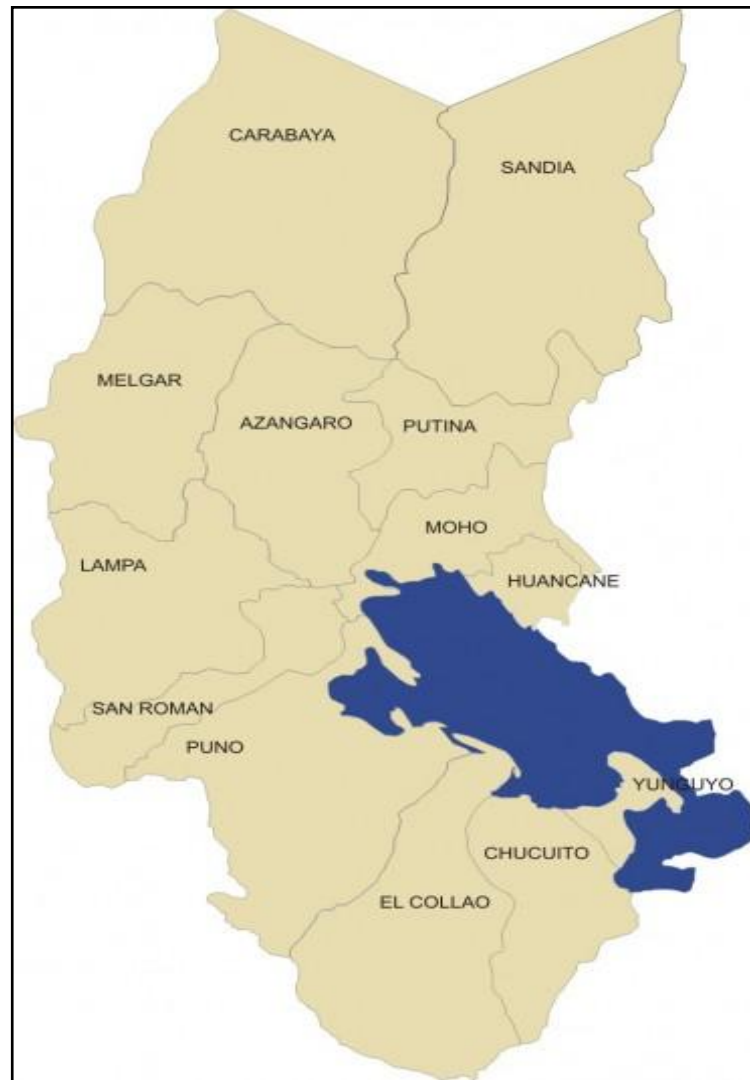 CARABAYA
SANDIA
MELGAR
AZANGARO
PUTINA
MOHO
LAMPA
HUANCANE
SAN ROMAN
PUNO
YUNGUYO
CHUCUITO
EL COLLAO